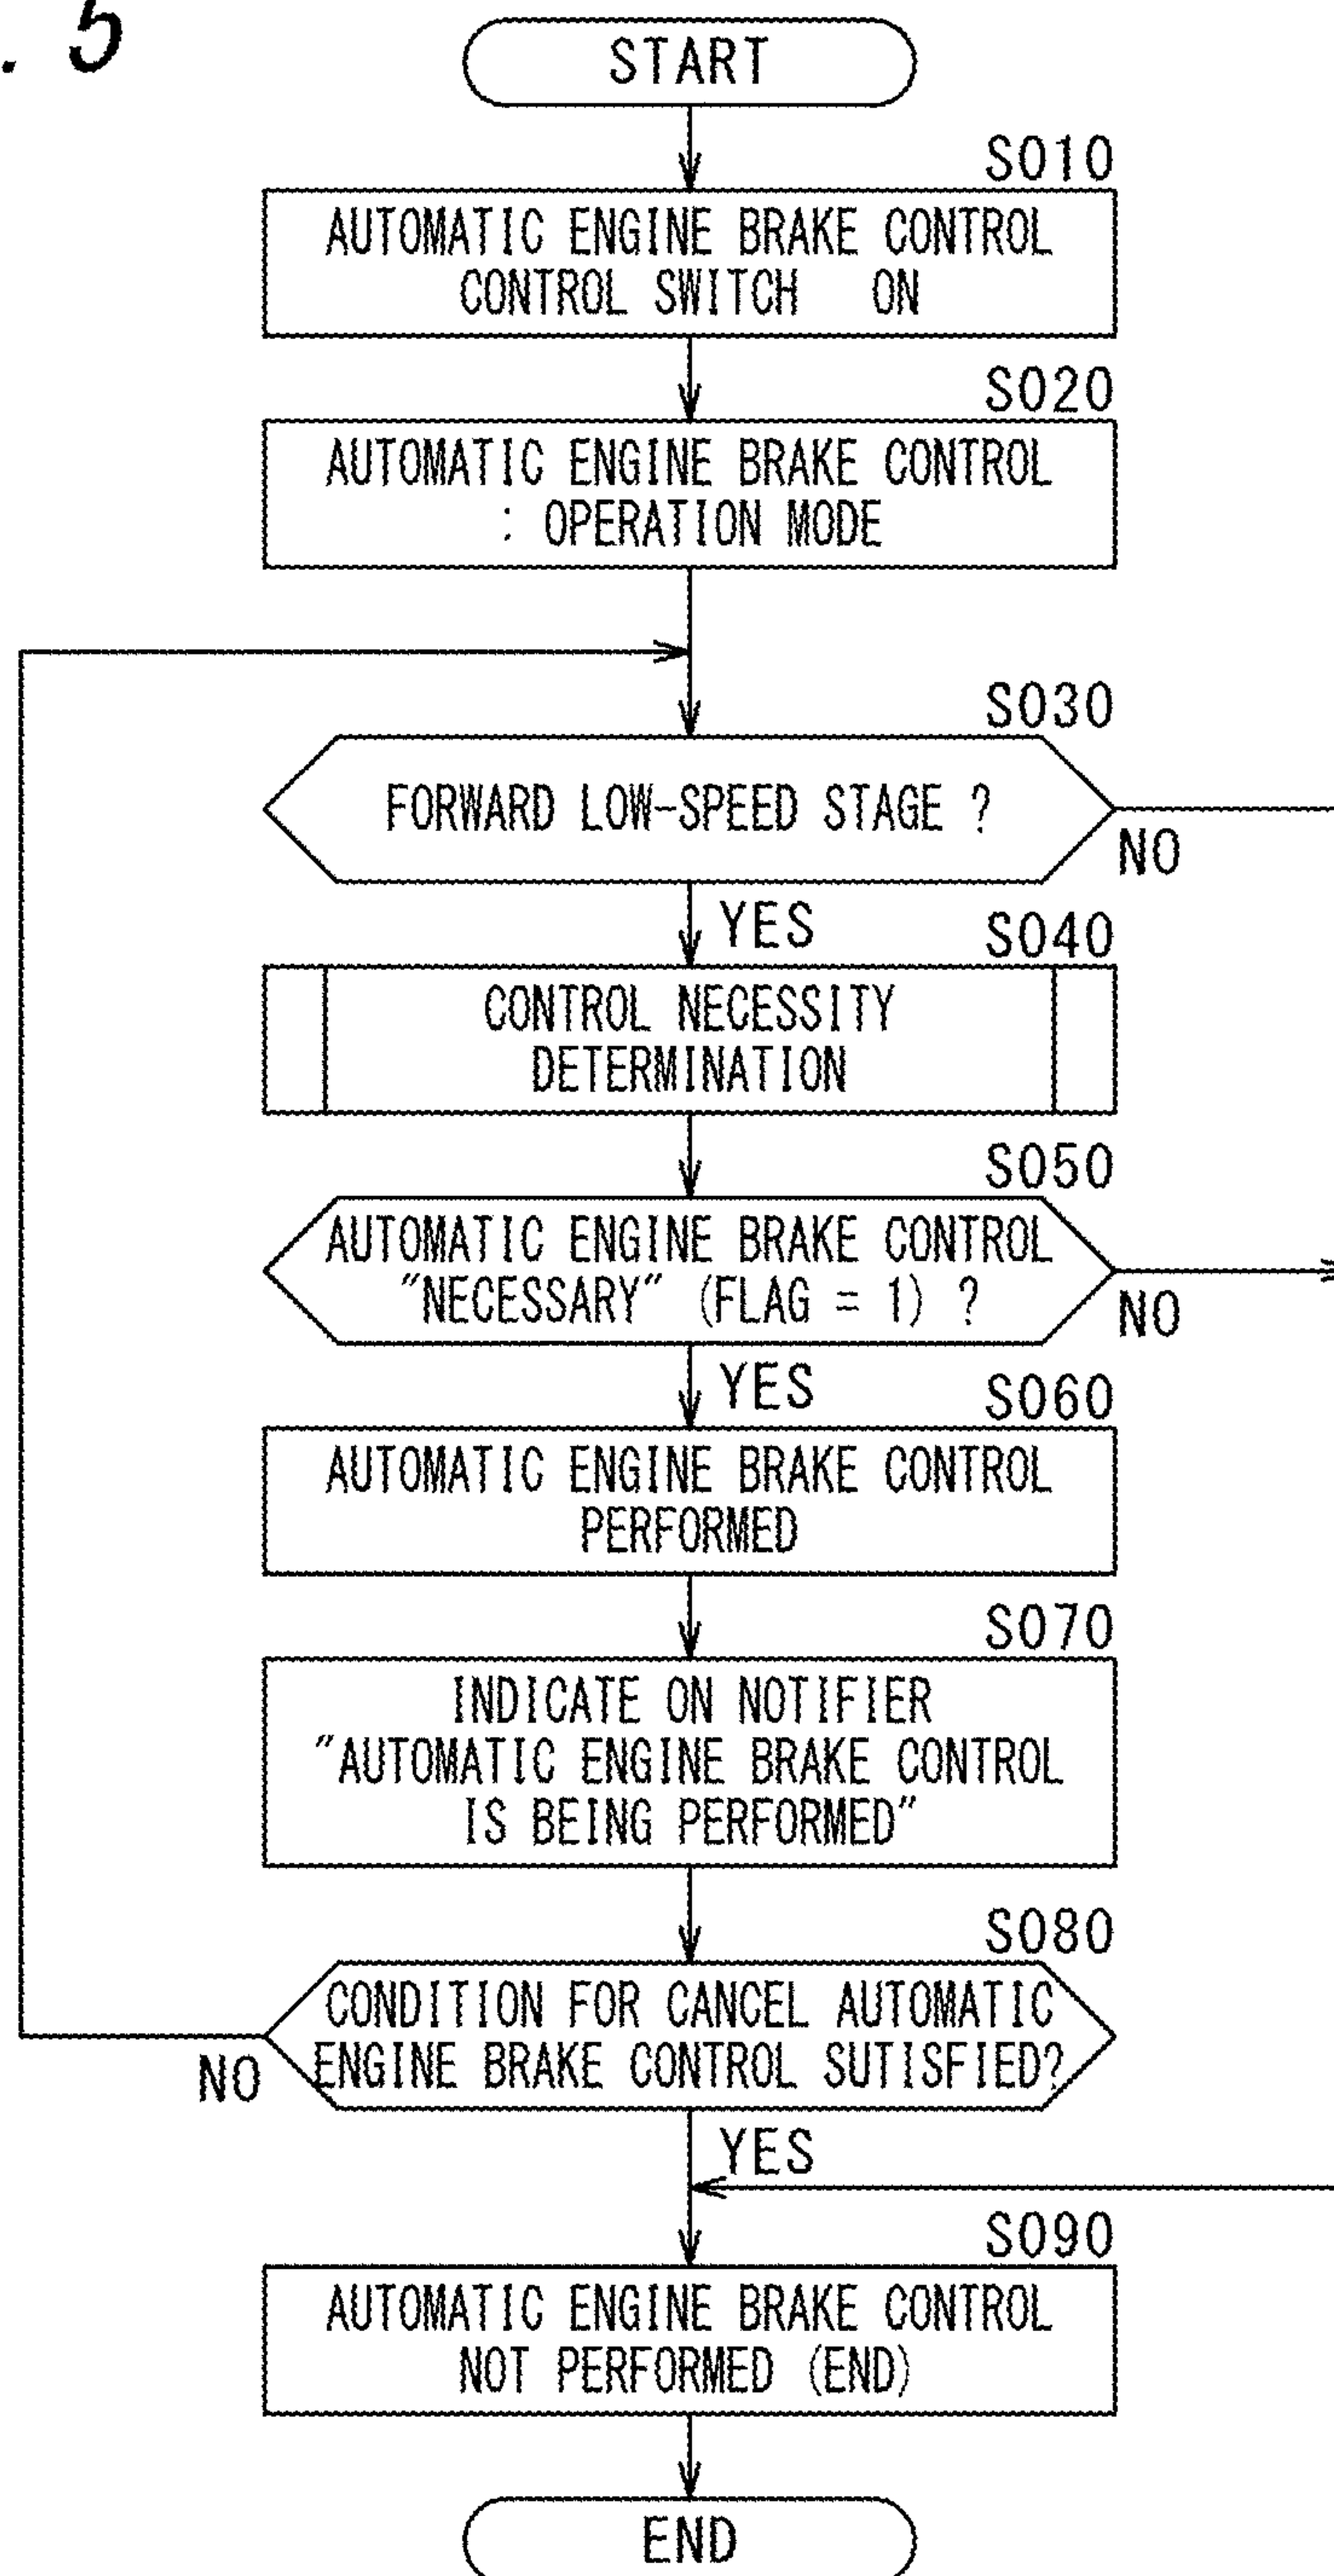 . 5
START
S010
AUTOMATIC ENGINE BRAKE CONTROL
CONTROL SWITCH ON
S020
AUTOMATIC ENGINE BRAKE CONTROL
: OPERATION MODE
S030
FORWARD LOW-SPEED STAGE ?
NO
YES
S040
CONTROL NECESSITY
DETERMINATION
S050
AUTOMATIC ENGINE BRAKE CONTROL
"NECESSARY" (FLAG = 1) ?
NO
YES
S060
AUTOMATIC ENGINE BRAKE CONTROL
PERFORMED
S070
INDICATE ON NOTIFIER
"AUTOMATIC ENGINE BRAKE CONTROL
IS BEING PERFORMED"
S080
CONDITION FOR CANCEL AUTOMATIC
ENGINE BRAKE CONTROL SUTISFIED?
NO
YES
S090
AUTOMATIC ENGINE BRAKE CONTROL
NOT PERFORMED (END)
END